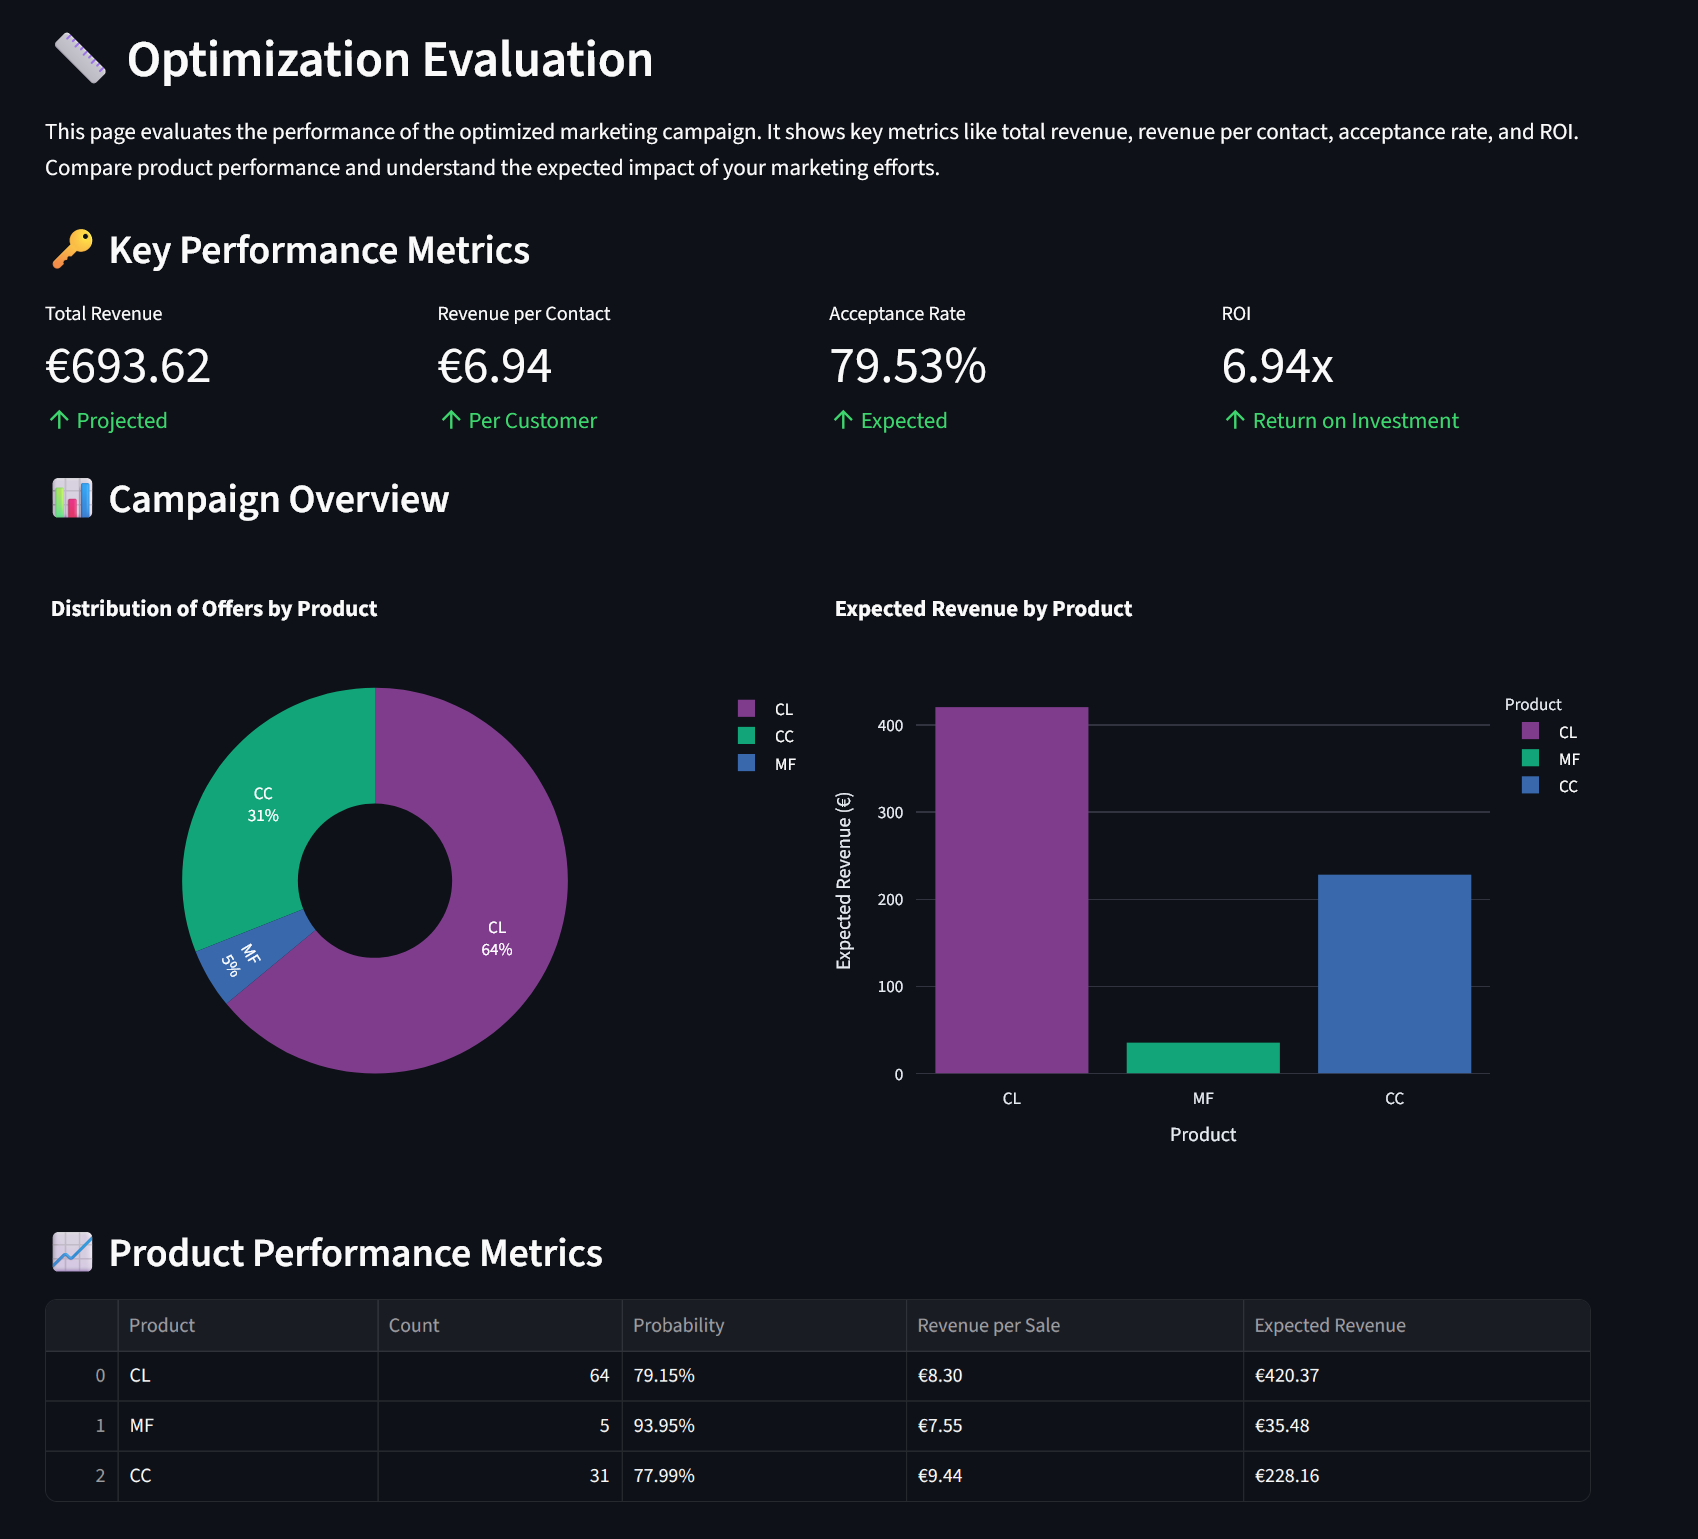 Optimization Evaluation
This page evaluates the performance of the optimized marketing campaign. It shows key metrics like total revenue, revenue per contact, acceptance rate, and ROI.
Compare product performance and understand the expected impact of your marketing efforts.
Key Performance Metrics
Total Revenue
€693.62
Projected
Revenue per Contact
€6.94
Per Customer
Acceptance Rate
79.53%
Expected
ROI
6.94x
Return on Investment
Campaign Overview
Distribution of Offers by Product
CC
31%
MF
5%
CL
64%
CL
CC
MF
Expected Revenue by Product
Expected Revenue (€)
400
300
200
100
0
CL
MF
CC
Product
Product
CL
MF
CC
Product Performance Metrics
Product Count Probability Revenue per Sale Expected Revenue
0 CL 64 79.15% €8.30 €420.37
1 MF 5 93.95% €7.55 €35.48
2 CC 31 77.99% €9.44 €228.16